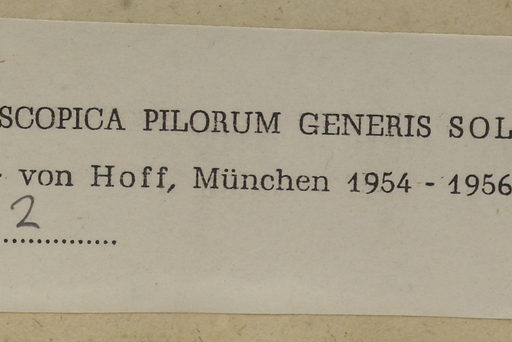 SCOPICA PILORUM GENERIS SOL
von Hoff, München 1954 - 1956
2